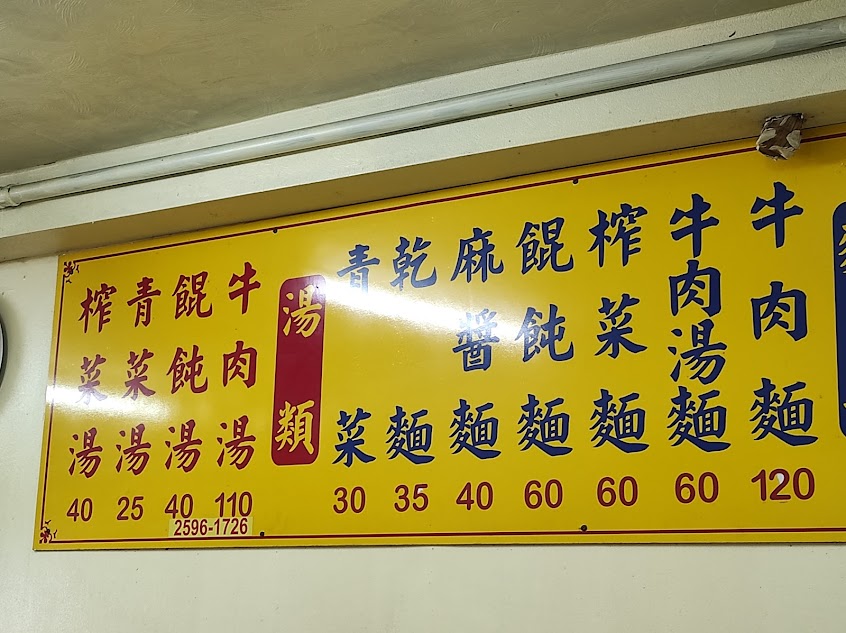 牛肉麵 120
牛肉湯麵 60
榨菜麵 60
餛飩麵 60
麻醬麵 40
乾麵 35
青菜 30
湯類
牛肉湯 110
餛飩湯 40
青菜湯 25
榨菜湯 40
2596-1726